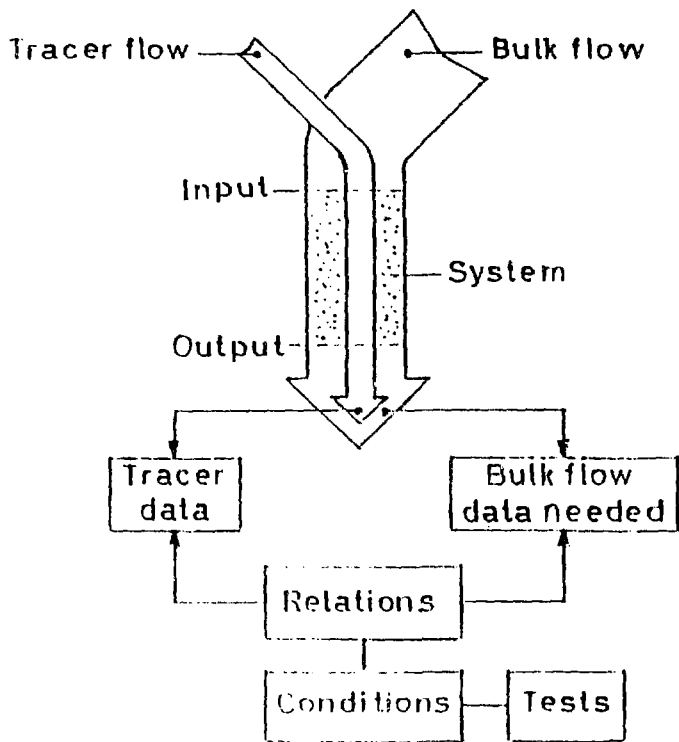 Tracer flow
Bulk flow
Input
System
Output
Tracer
data
Bulk flow
data needed
Relations
Conditions
Tests